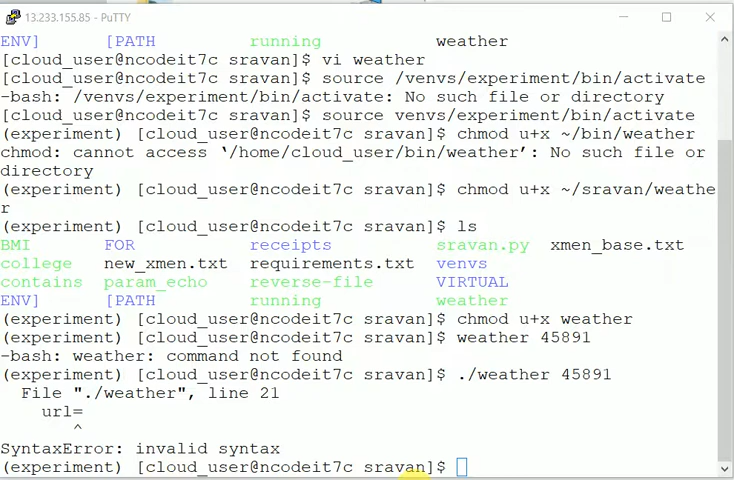 13.233.155.85 - PuTTY
ENV]     [PATH     running     weather
[cloud_user@ncodeit7c sravan]$ vi weather
[cloud_user@ncodeit7c sravan]$ source /venvs/experiment/bin/activate
-bash: /venvs/experiment/bin/activate: No such file or directory
[cloud_user@ncodeit7c sravan]$ source venvs/experiment/bin/activate
(experiment) [cloud_user@ncodeit7c sravan]$ chmod u+x ~/bin/weather
chmod: cannot access ‘/home/cloud_user/bin/weather’: No such file or
directory
(experiment) [cloud_user@ncodeit7c sravan]$ chmod u+x ~/sravan/weathe
r
(experiment) [cloud_user@ncodeit7c sravan]$ ls
BMI     FOR     receipts     sravan.py     xmen_base.txt
college     new_xmen.txt     requirements.txt     venvs
contains     param_echo     reverse-file     VIRTUAL
ENV]     [PATH     running     weather
(experiment) [cloud_user@ncodeit7c sravan]$ chmod u+x weather
(experiment) [cloud_user@ncodeit7c sravan]$ weather 45891
-bash: weather: command not found
(experiment) [cloud_user@ncodeit7c sravan]$ ./weather 45891
  File "./weather", line 21
    url=
       ^
SyntaxError: invalid syntax
(experiment) [cloud_user@ncodeit7c sravan]$